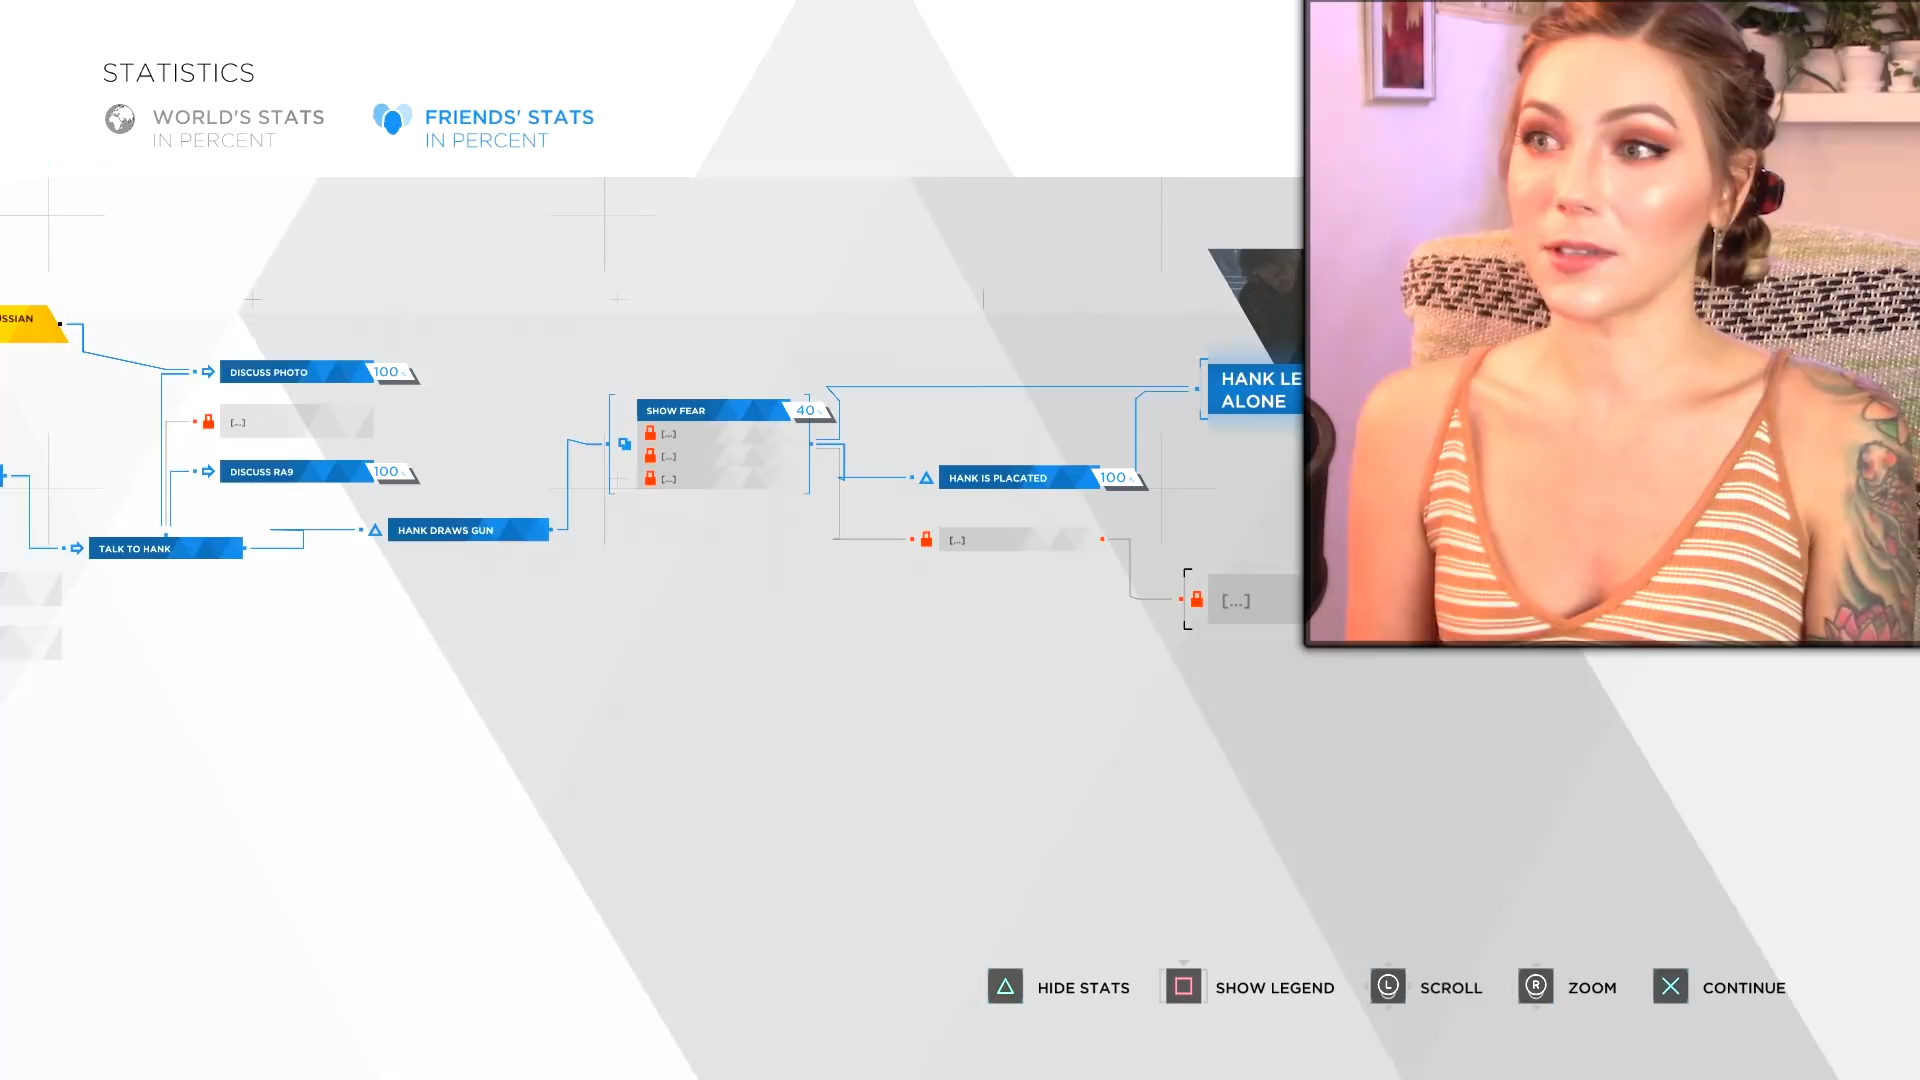 STATISTICS
WORLD'S STATS
IN PERCENT
FRIENDS' STATS
IN PERCENT
SSIAN
DISCUSS PHOTO
100
[...]
DISCUSS RA9
100
TALK TO HANK
HANK DRAWS GUN
SHOW FEAR
40
[...]
[...]
[...]
HANK IS PLACATED
100
[...]
HANK LE
ALONE
[...]
HIDE STATS
SHOW LEGEND
L
SCROLL
R
ZOOM
CONTINUE